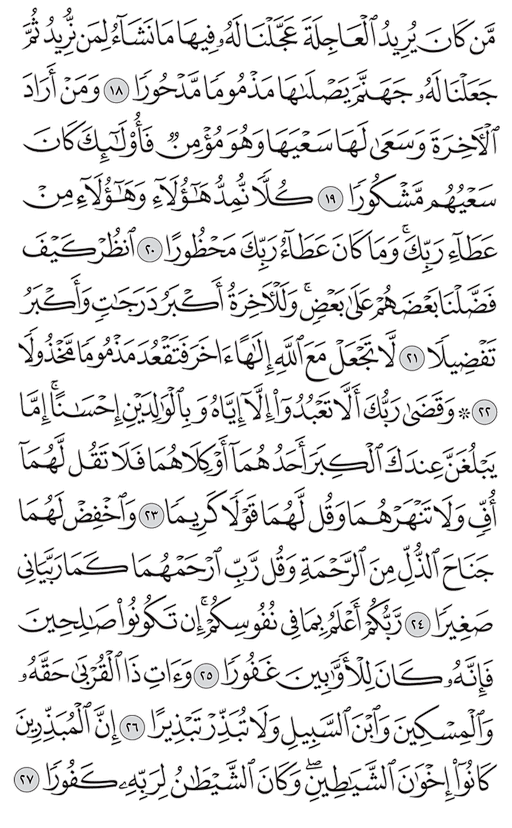 مَّن كَانَ يُرِيدُ ٱلْعَاجِلَةَ عَجَّلْنَا لَهُۥ فِيهَا مَا نَشَآءُ لِمَن نُّرِيدُ ثُمَّ
جَعَلْنَا لَهُۥ جَهَنَّمَ يَصْلَىٰهَا مَذْمُومًا مَّدْحُورًا ١٨ وَمَنْ أَرَادَ
ٱلْأَخِرَةَ وَسَعَىٰ لَهَا سَعْيَهَا وَهُوَ مُؤْمِنٌ فَأُو۟لَٰٓئِكَ كَانَ
سَعْيُهُم مَّشْكُورًا ١٩ كُلًّا نُّمِدُّ هَٰٓؤُلَآءِ وَهَٰٓؤُلَآءِ مِنْ
عَطَآءِ رَبِّكَ ۚ وَمَا كَانَ عَطَآءُ رَبِّكَ مَحْظُورًا ٢٠ ٱنظُرْ كَيْفَ
فَضَّلْنَا بَعْضَهُمْ عَلَىٰ بَعْضٍ ۚ وَلَلْأَخِرَةُ أَكْبَرُ دَرَجَٰتٍ وَأَكْبَرُ
تَفْضِيلًا ٢١ لَّا تَجْعَلْ مَعَ ٱللَّهِ إِلَٰهًا ءَاخَرَ فَتَقْعُدَ مَذْمُومًا مَّخْذُولًا
٢٢ ۞ وَقَضَىٰ رَبُّكَ أَلَّا تَعْبُدُوٓا۟ إِلَّآ إِيَّاهُ وَبِٱلْوَٰلِدَيْنِ إِحْسَٰنًا ۚ إِمَّا
يَبْلُغَنَّ عِندَكَ ٱلْكِبَرَ أَحَدُهُمَآ أَوْ كِلَاهُمَا فَلَا تَقُل لَّهُمَآ
أُفٍّ وَلَا تَنْهَرْهُمَا وَقُل لَّهُمَا قَوْلًا كَرِيمًا ٢٣ وَٱخْفِضْ لَهُمَا
جَنَاحَ ٱلذُّلِّ مِنَ ٱلرَّحْمَةِ وَقُل رَّبِّ ٱرْحَمْهُمَا كَمَا رَبَّيَانِى
صَغِيرًا ٢٤ رَّبُّكُمْ أَعْلَمُ بِمَا فِى نُفُوسِكُمْ ۚ إِن تَكُونُوا۟ صَٰلِحِينَ
فَإِنَّهُۥ كَانَ لِلْأَوَّٰبِينَ غَفُورًا ٢٥ وَءَاتِ ذَا ٱلْقُرْبَىٰ حَقَّهُۥ
وَٱلْمِسْكِينَ وَٱبْنَ ٱلسَّبِيلِ وَلَا تُبَذِّرْ تَبْذِيرًا ٢٦ إِنَّ ٱلْمُبَذِّرِينَ
كَانُوٓا۟ إِخْوَٰنَ ٱلشَّيَٰطِينِ ۖ وَكَانَ ٱلشَّيْطَٰنُ لِرَبِّهِۦ كَفُورًا ٢٧